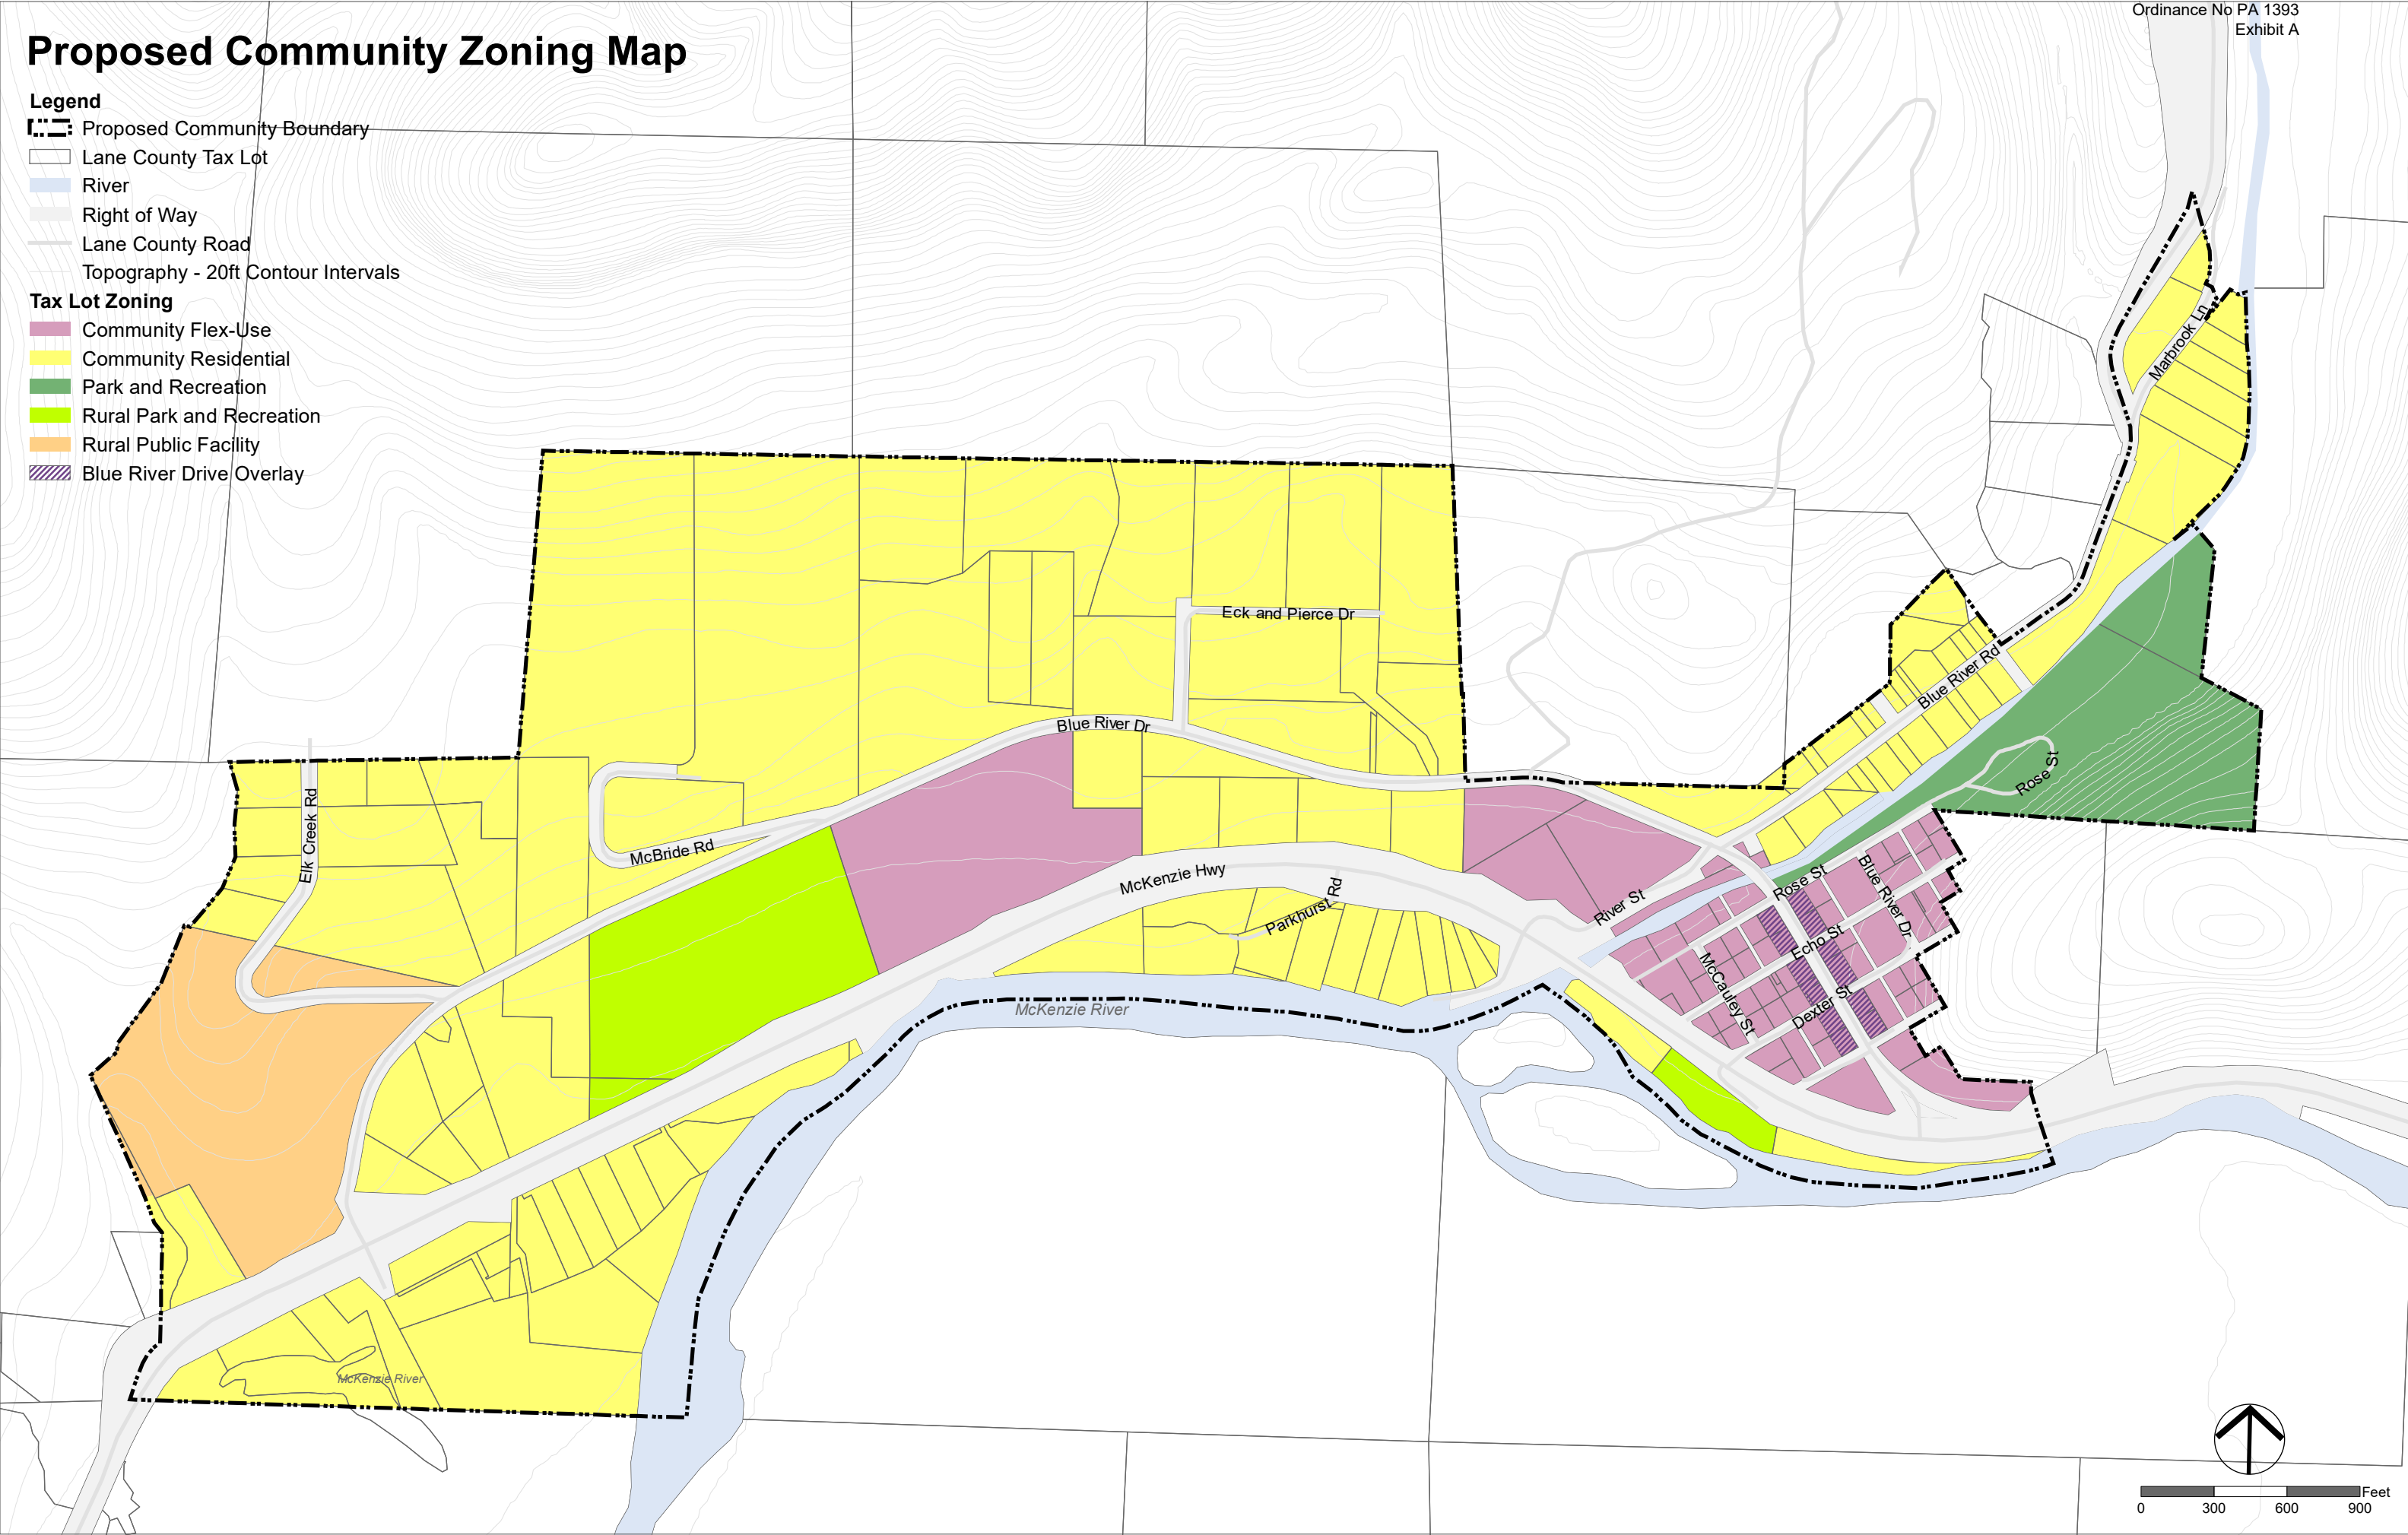 Ordinance No PA 1393
Exhibit A
Proposed Community Zoning Map
Legend
Proposed Community Boundary
Lane County Tax Lot
River
Right of Way
Lane County Road
Topography - 20ft Contour Intervals
Tax Lot Zoning
Community Flex-Use
Community Residential
Park and Recreation
Rural Park and Recreation
Rural Public Facility
Blue River Drive Overlay
Marbrook Ln
Eck and Pierce Dr
Blue River Rd
Blue River Dr
Rose St
Elk Creek Rd
McBride Rd
McKenzie Hwy
Parkhurst Rd
River St
Rose St
Blue River Dr
Echo St
McCauley St
Dexter St
McKenzie River
McKenzie River
Feet
0 300 600 900